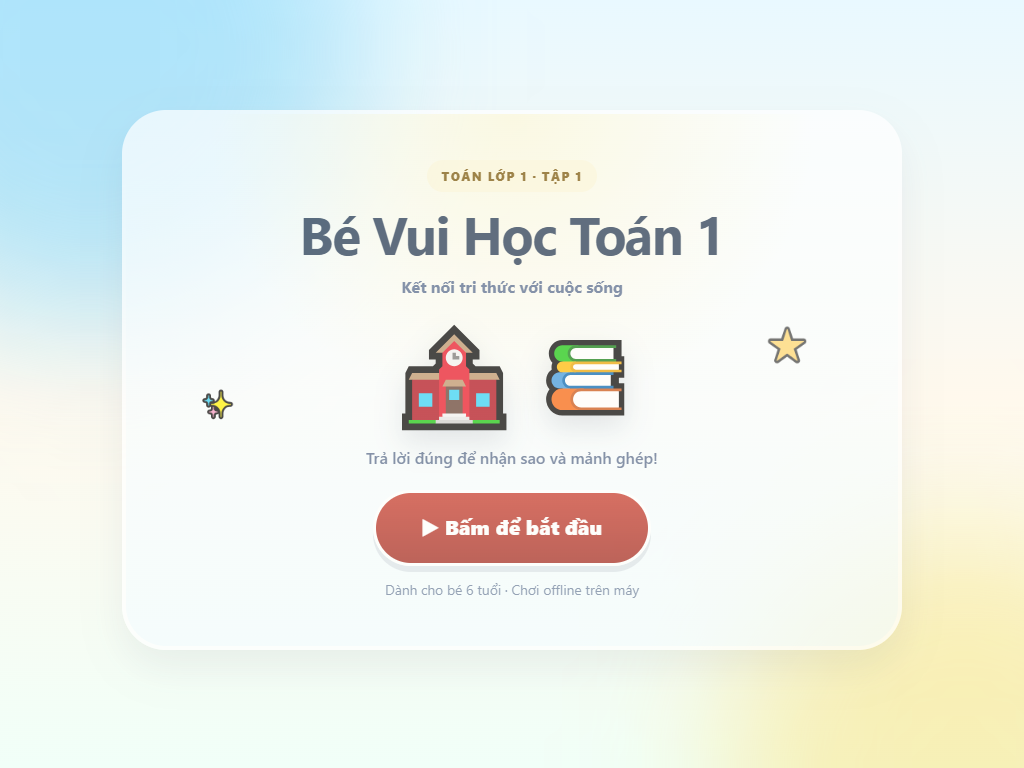 TOÁN LỚP 1 · TẬP 1
Bé Vui Học Toán 1
Kết nối tri thức với cuộc sống
Trả lời đúng để nhận sao và mảnh ghép!
▶ Bấm để bắt đầu
Dành cho bé 6 tuổi · Chơi offline trên máy